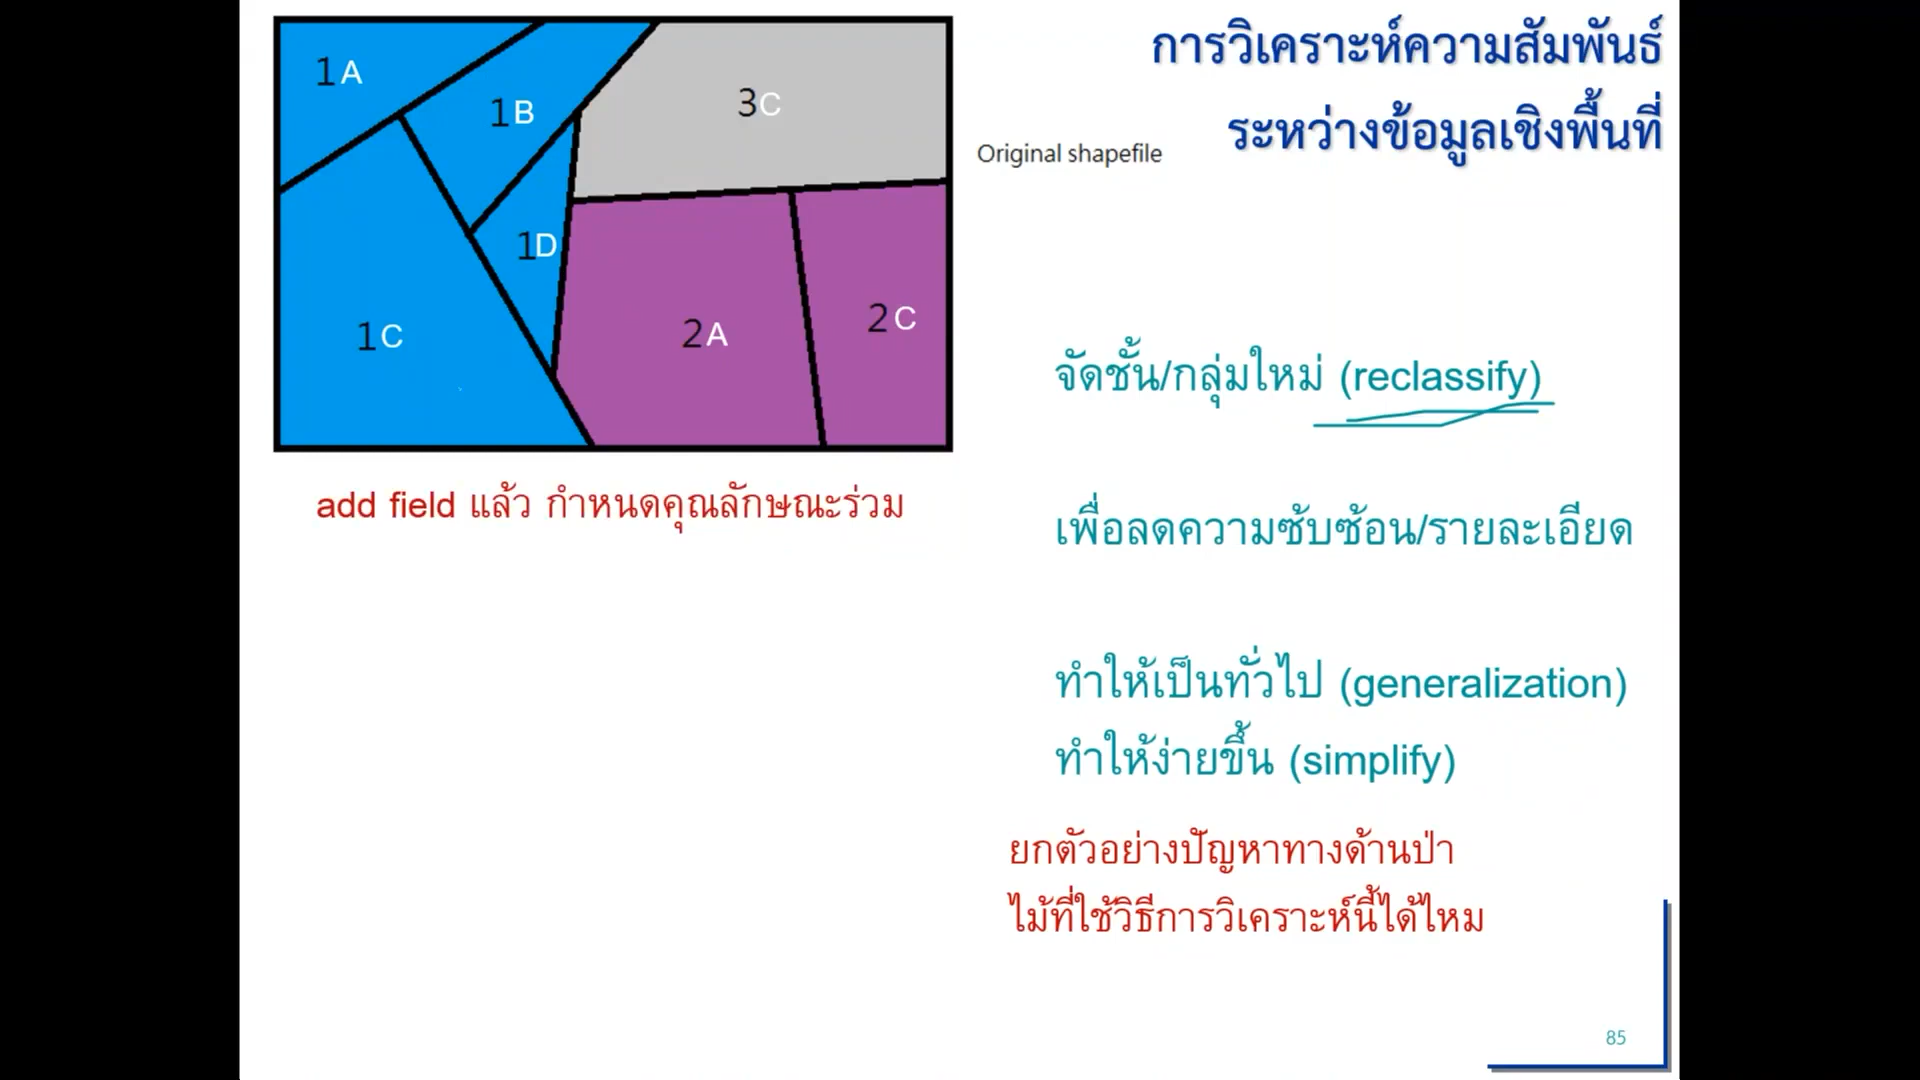 การวิเคราะห์ความสัมพันธ์
ระหว่างข้อมูลเชิงพื้นที่
1A
1B
3C
Original shapefile
1D
1C
2A
2C
จัดชั้น/กลุ่มใหม่ (reclassify)
add field แล้ว กำหนดคุณลักษณะร่วม
เพื่อลดความซับซ้อน/รายละเอียด
ทำให้เป็นทั่วไป (generalization)
ทำให้ง่ายขึ้น (simplify)
ยกตัวอย่างปัญหาทางด้านป่า
ไม้ที่ใช้วิธีการวิเคราะห์นี้ได้ไหม
85